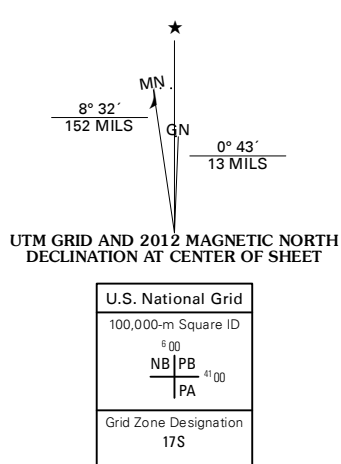 ★
MN
8° 32´
152 MILS
GN
0° 43´
13 MILS
UTM GRID AND 2012 MAGNETIC NORTH
DECLINATION AT CENTER OF SHEET
U.S. National Grid
100,000-m Square ID
6 00
NB PB
41 00
PA
Grid Zone Designation
17S